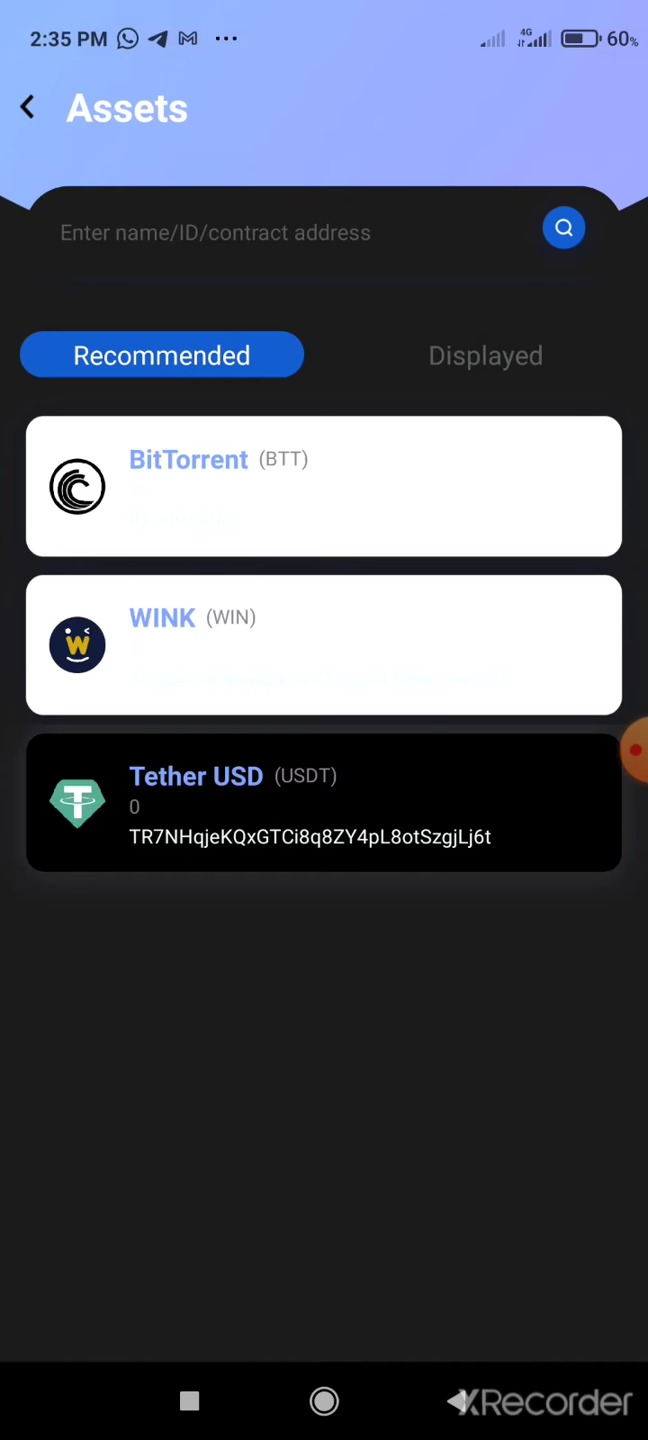 2:35 PM
4G
60%
Assets
Enter name/ID/contract address
Recommended
Displayed
BitTorrent (BTT)
WINK (WIN)
Tether USD (USDT)
0
TR7NHqjeKQxGTCi8q8ZY4pL8otSzgjLj6t
XRecorder